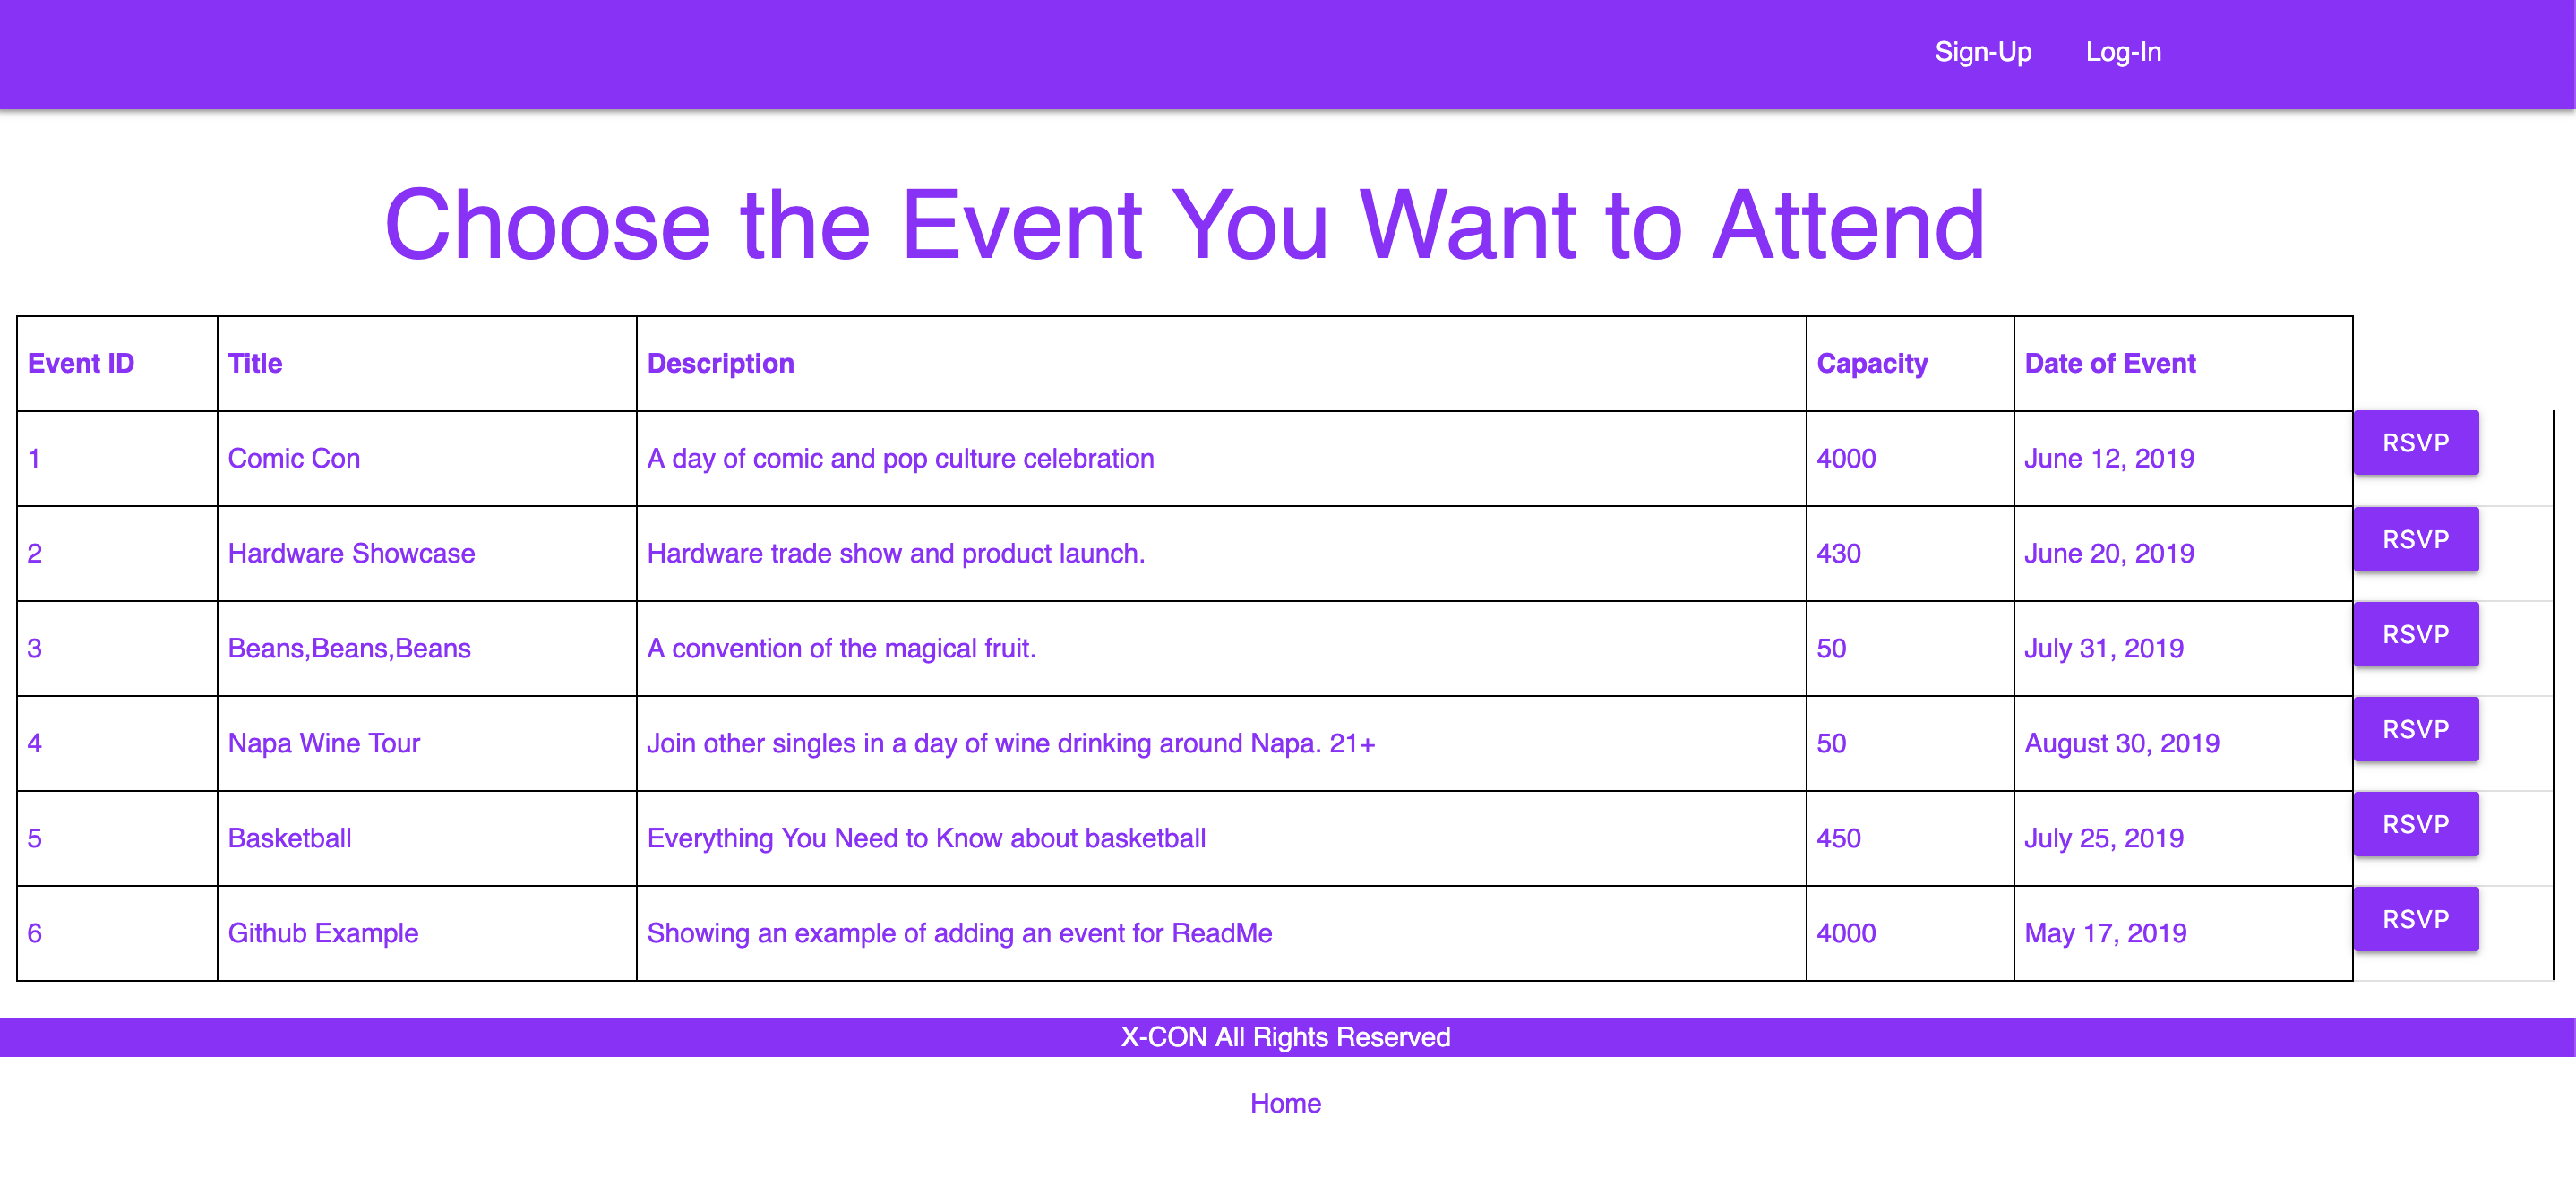 Sign-Up Log-In
Choose the Event You Want to Attend
Event ID Title Description Capacity Date of Event
1 Comic Con A day of comic and pop culture celebration 4000 June 12, 2019 RSVP
2 Hardware Showcase Hardware trade show and product launch. 430 June 20, 2019 RSVP
3 Beans,Beans,Beans A convention of the magical fruit. 50 July 31, 2019 RSVP
4 Napa Wine Tour Join other singles in a day of wine drinking around Napa. 21+ 50 August 30, 2019 RSVP
5 Basketball Everything You Need to Know about basketball 450 July 25, 2019 RSVP
6 Github Example Showing an example of adding an event for ReadMe 4000 May 17, 2019 RSVP
X-CON All Rights Reserved
Home